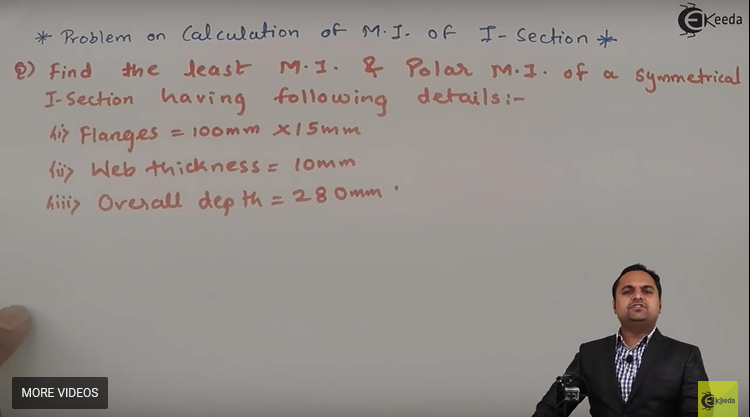 * Problem on Calculation of M.I. of I-Section *
Q) Find the least M.I. & Polar M.I. of a Symmetrical
I-Section having following details:-
(i) Flanges = 100mm x 15mm
(ii) Web thickness = 10mm
(iii) Overall depth = 280mm.
Ekeeda
MORE VIDEOS
Ekeeda